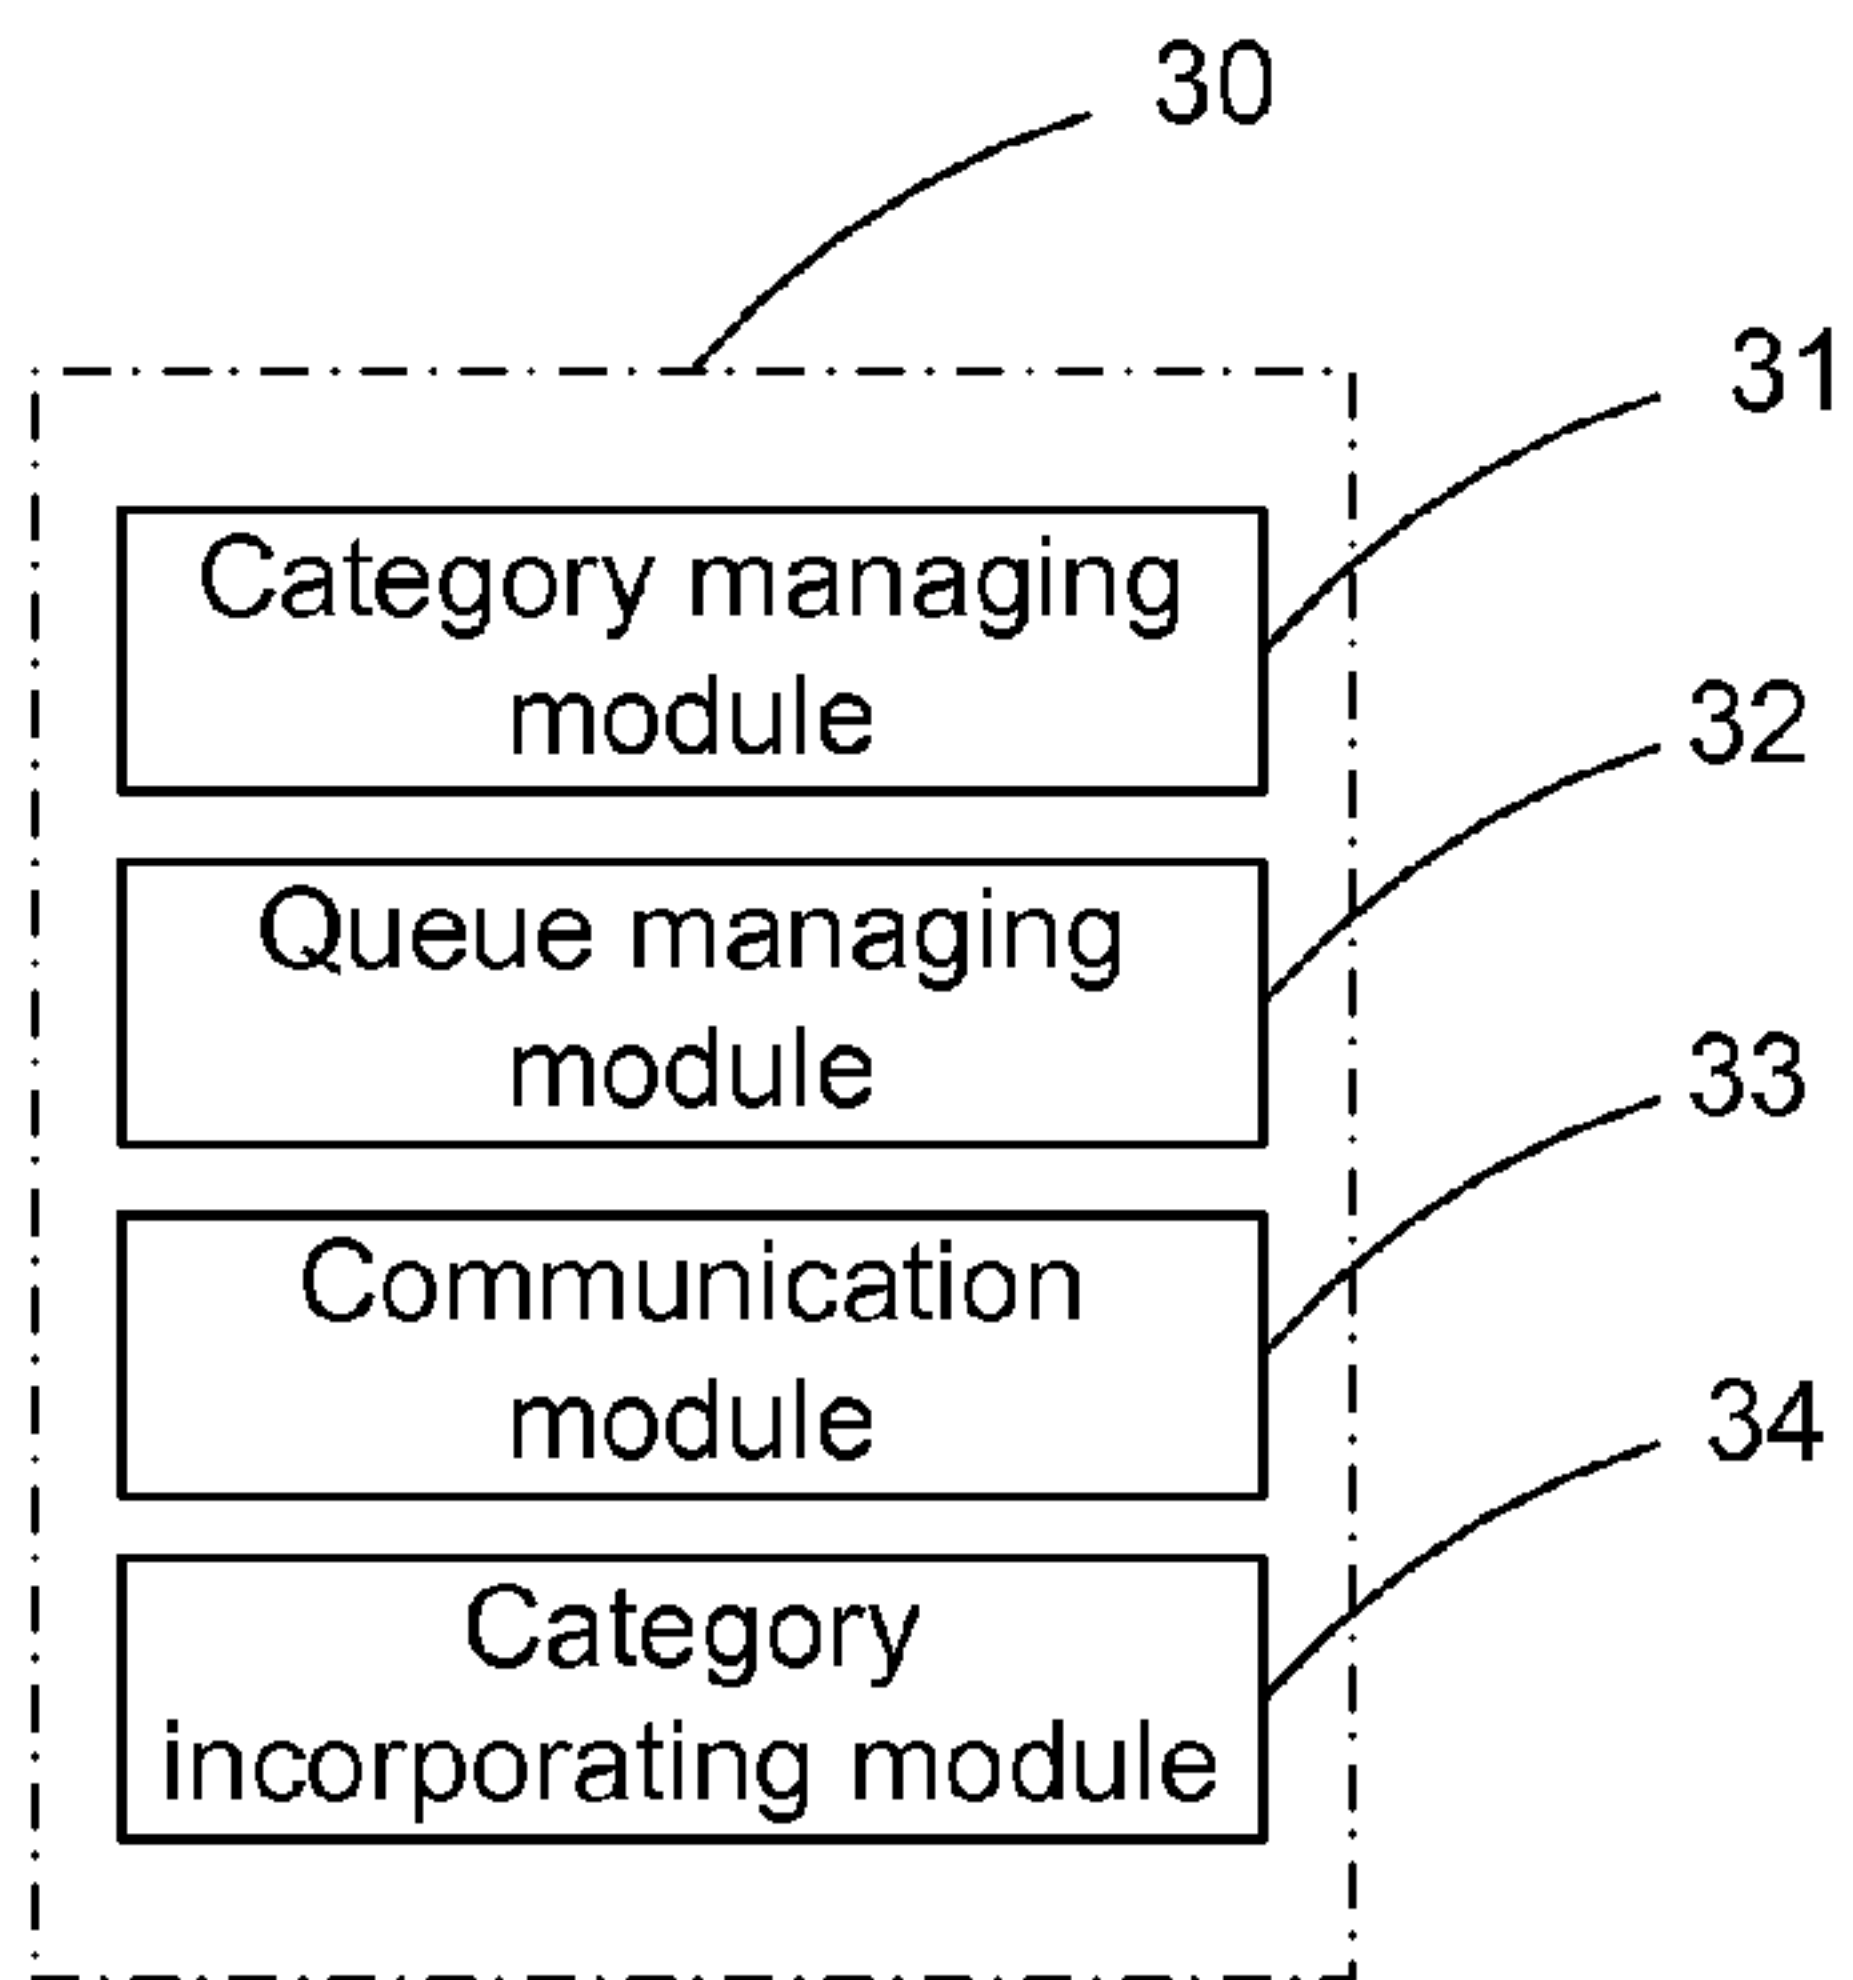 30
31
Category managing
module
32
Queue managing
module
33
Communication
module
34
Category
incorporating module